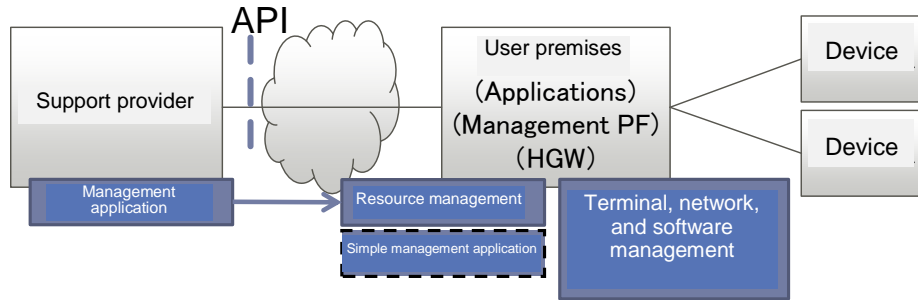 API
Support provider
User premises
(Applications)
(Management PF)
(HGW)
Device
Device
Management
application
Resource management
Simple management application
Terminal, network,
and software
management